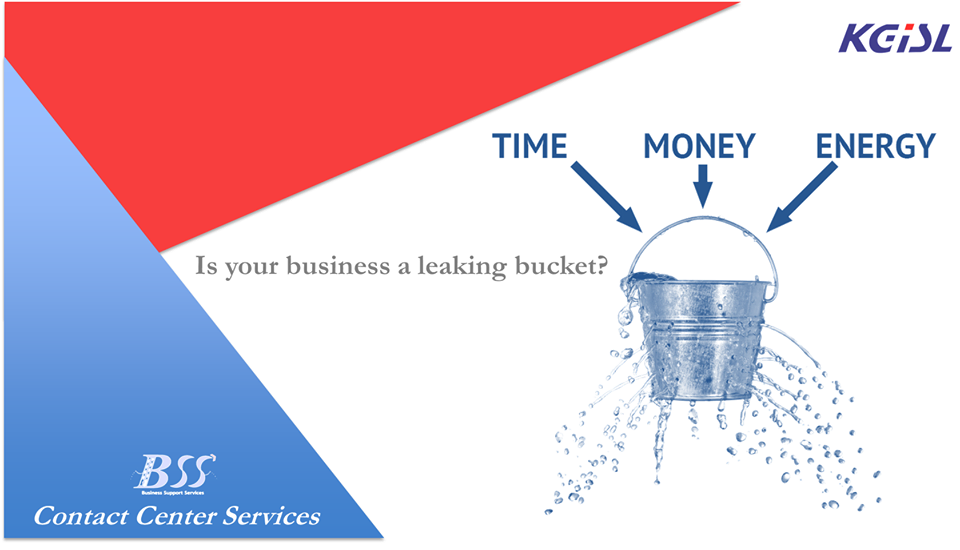 KGiSL
TIME MONEY ENERGY
Is your business a leaking bucket?
BSS
Business Support Services
Contact Center Services